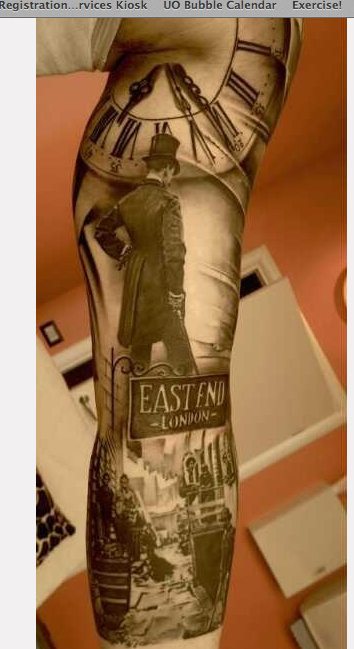 Registration...rvices Kiosk UO Bubble Calendar Exercise!
EAST END
-LONDON-